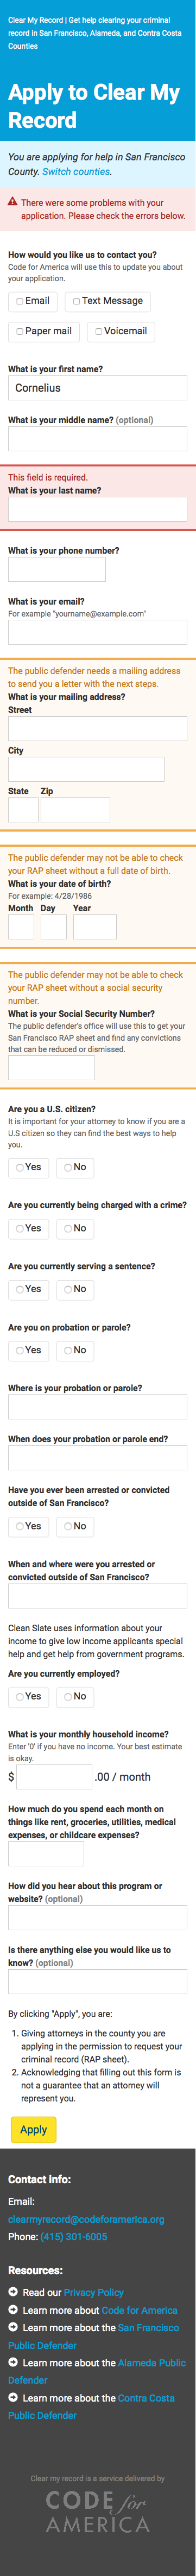 Clear My Record | Get help clearing your criminal
record in San Francisco, Alameda, and Contra Costa
Counties
Apply to Clear My
Record
You are applying for help in San Francisco
County. Switch counties.
There were some problems with your
application. Please check the errors below.
How would you like us to contact you?
Code for America will use this to update you about
your application.
Email
Text Message
Paper mail
Voicemail
What is your first name?
Cornelius
What is your middle name? (optional)
This field is required.
What is your last name?
What is your phone number?
What is your email?
For example "yourname@example.com"
The public defender needs a mailing address
to send you a letter with the next steps.
What is your mailing address?
Street
City
State Zip
The public defender may not be able to check
your RAP sheet without a full date of birth.
What is your date of birth?
For example: 4/28/1986
Month Day Year
The public defender may not be able to check
your RAP sheet without a social security
number.
What is your Social Security Number?
The public defender's office will use this to get your
San Francisco RAP sheet and find any convictions
that can be reduced or dismissed.
Are you a U.S. citizen?
It is important for your attorney to know if you are a
U.S citizen so they can find the best ways to help
you.
Yes No
Are you currently being charged with a crime?
Yes No
Are you currently serving a sentence?
Yes No
Are you on probation or parole?
Yes No
Where is your probation or parole?
When does your probation or parole end?
Have you ever been arrested or convicted
outside of San Francisco?
Yes No
When and where were you arrested or
convicted outside of San Francisco?
Clean Slate uses information about your
income to give low income applicants special
help and get help from government programs.
Are you currently employed?
Yes No
What is your monthly household income?
Enter '0' if you have no income. Your best estimate
is okay.
$ .00 / month
How much do you spend each month on
things like rent, groceries, utilities, medical
expenses, or childcare expenses?
How did you hear about this program or
website? (optional)
Is there anything else you would like us to
know? (optional)
By clicking "Apply", you are:
1. Giving attorneys in the county you are
applying in the permission to request your
criminal record (RAP sheet).
2. Acknowledging that filling out this form is
not a guarantee that an attorney will
represent you.
Apply
Contact info:
Email:
clearmyrecord@codeforamerica.org
Phone: (415) 301-6005
Resources:
Read our Privacy Policy
Learn more about Code for America
Learn more about the San Francisco
Public Defender
Learn more about the Alameda Public
Defender
Learn more about the Contra Costa
Public Defender
Clear my record is a service delivered by
CODE for
AMERICA